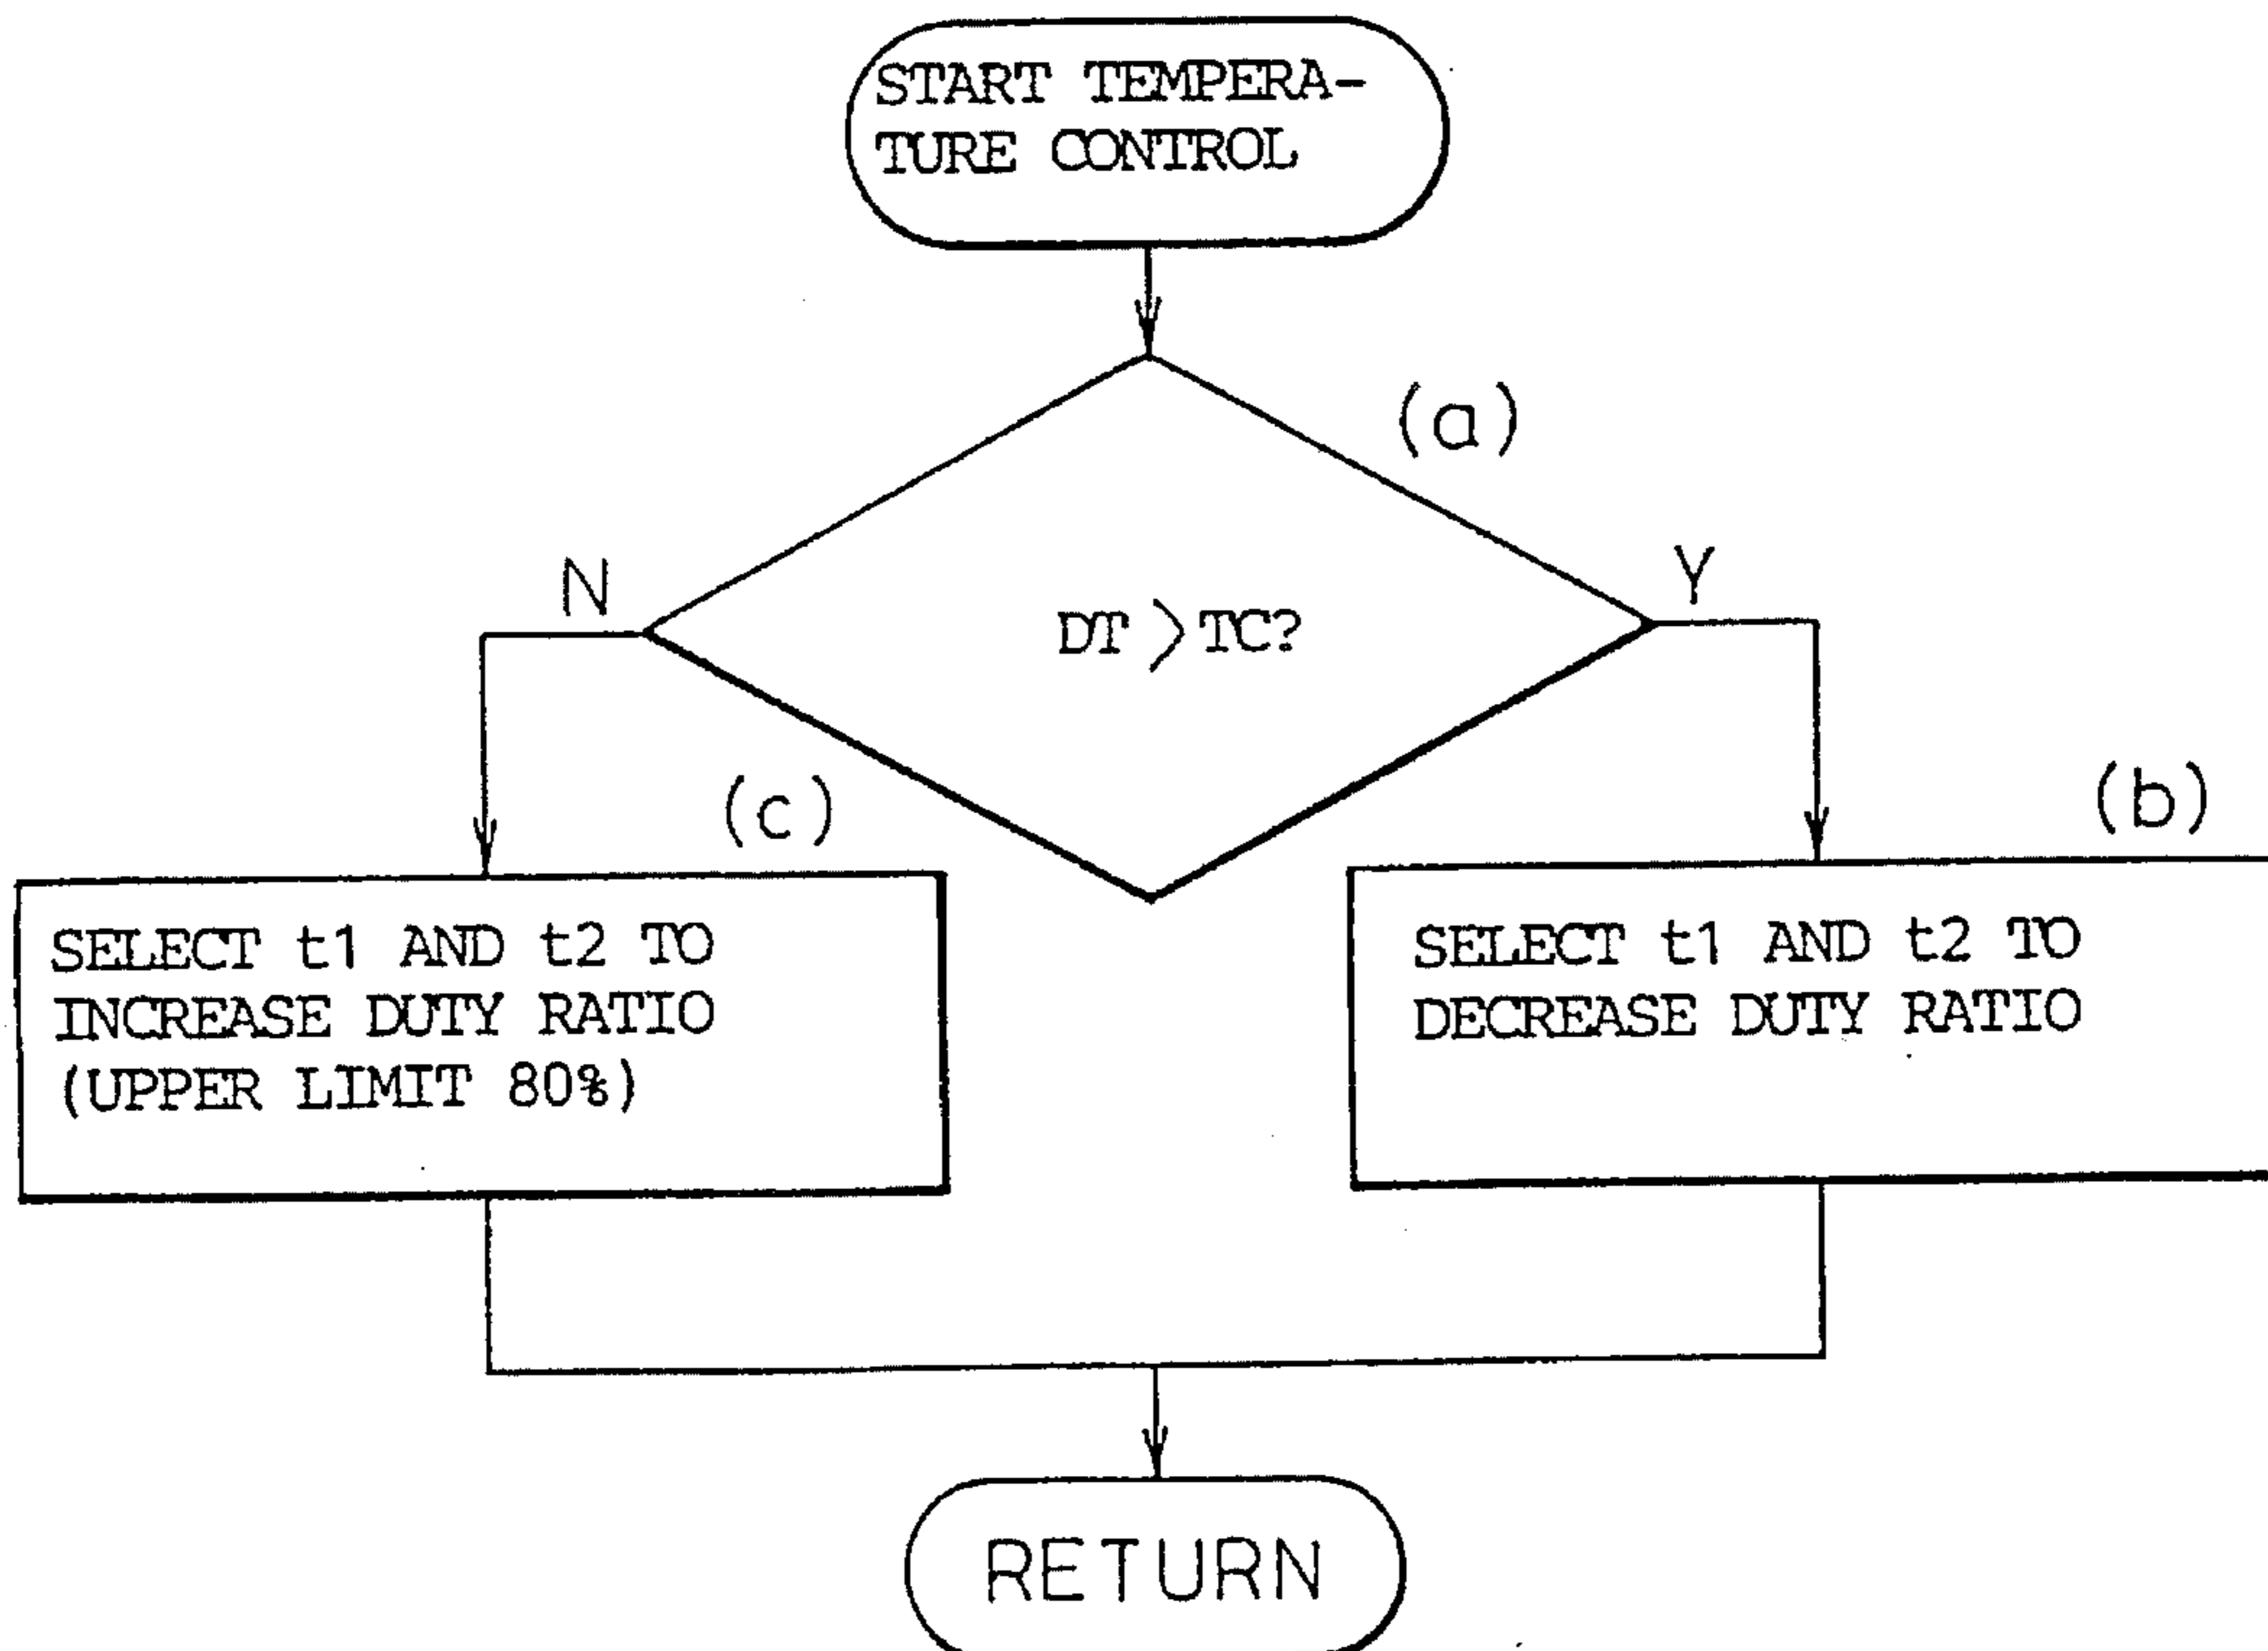 START TEMPERA-
TURE CONTROL
(a)
N
Y
DT >TC?
(c)
(b)
SELECT t1 AND t2 TO
INCREASE DUTY RATIO
(UPPER LIMIT 80%)
SELECT t1 AND t2 TO
DECREASE DUTY RATIO
RETURN